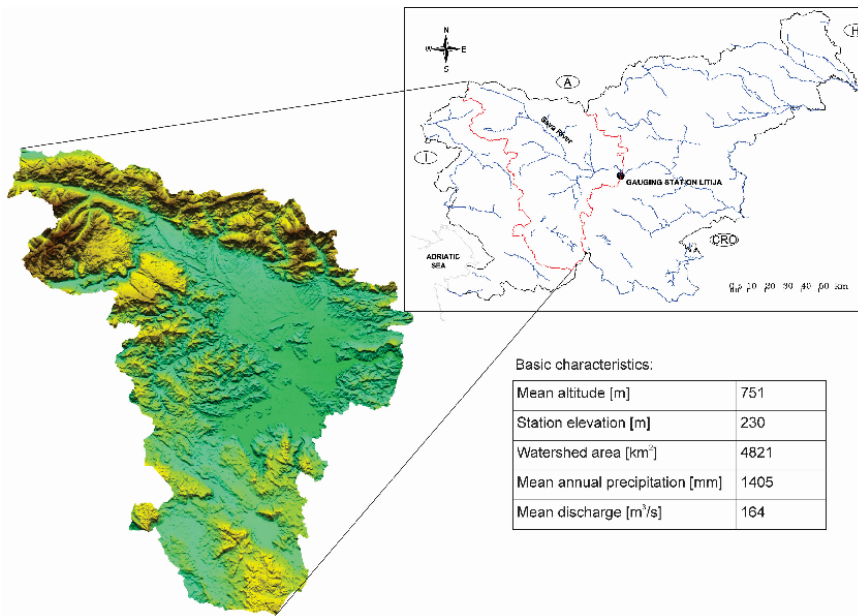 N
W E
S
H
A
Sava River
I
GAUGING STATION LITIJA
CRO
ADRIATIC
SEA
0 5 10 20 30 40 50 km
Basic characteristics:
Mean altitude [m] 751
Station elevation [m] 230
Watershed area [km²] 4821
Mean annual precipitation [mm] 1405
Mean discharge [m³/s] 164